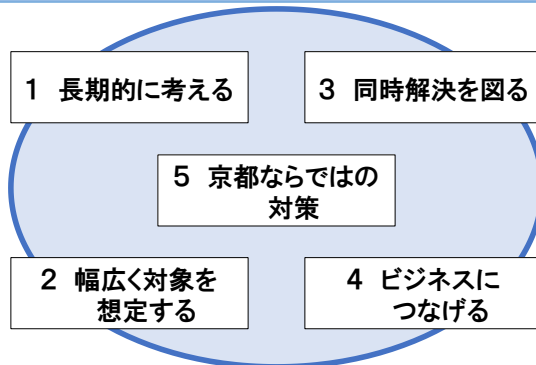 1 長期的に考える
3 同時解決を図る
5 京都ならではの
対策
2 幅広く対象を
想定する
4 ビジネスに
つなげる